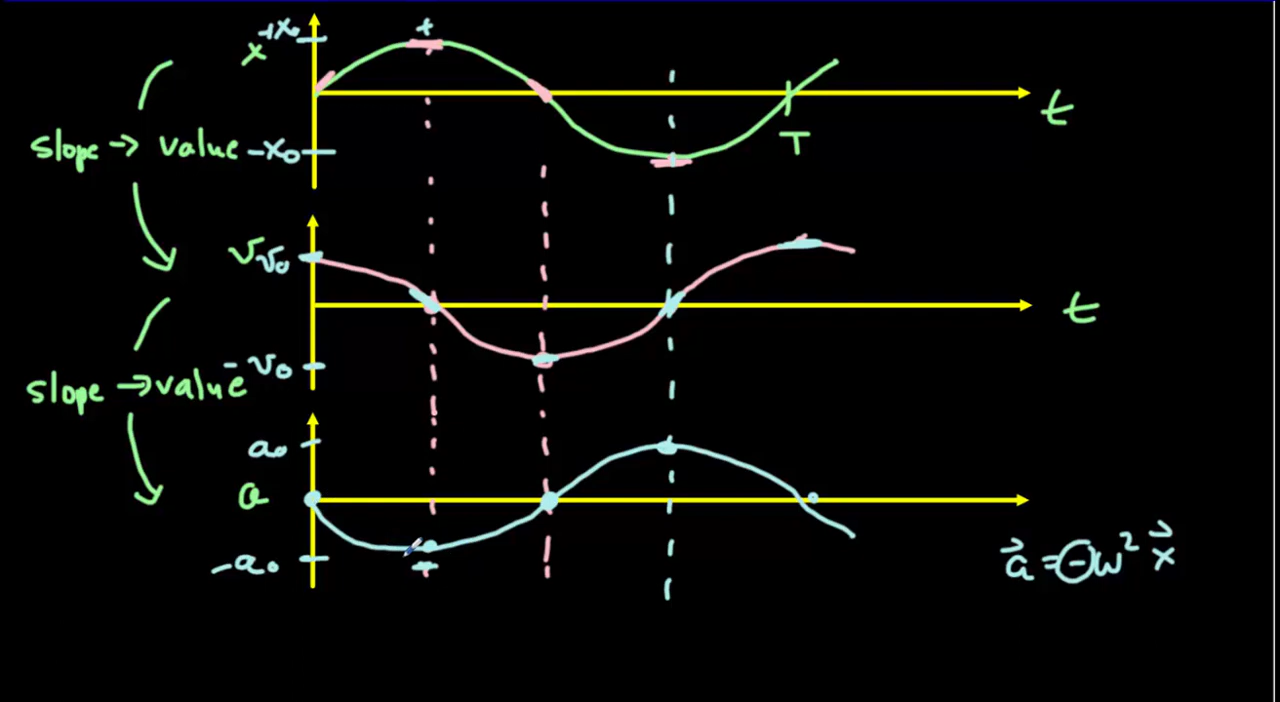 +x₀
+
x
t
slope → value
-x₀
T
v
v₀
t
-v₀
slope → value
a₀
a
-a₀
-
a⃗ = -ω² x⃗